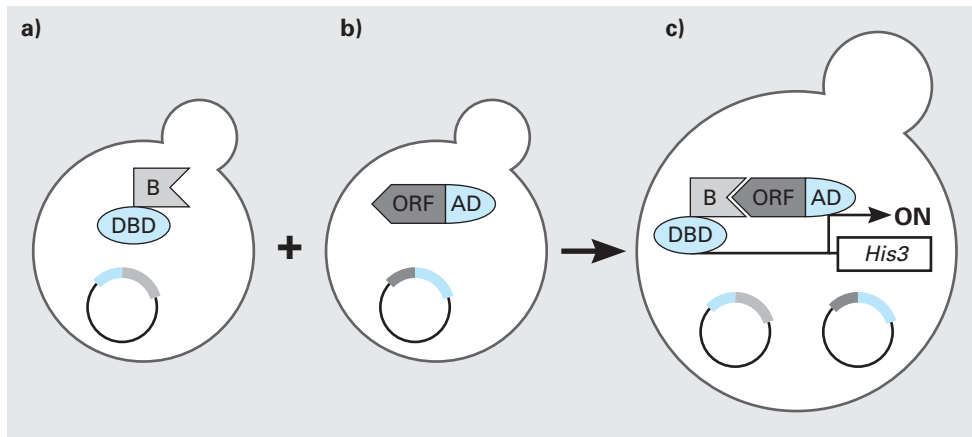 a)
B
DBD
+
b)
ORF AD
c)
B ORF AD
DBD
ON
His3